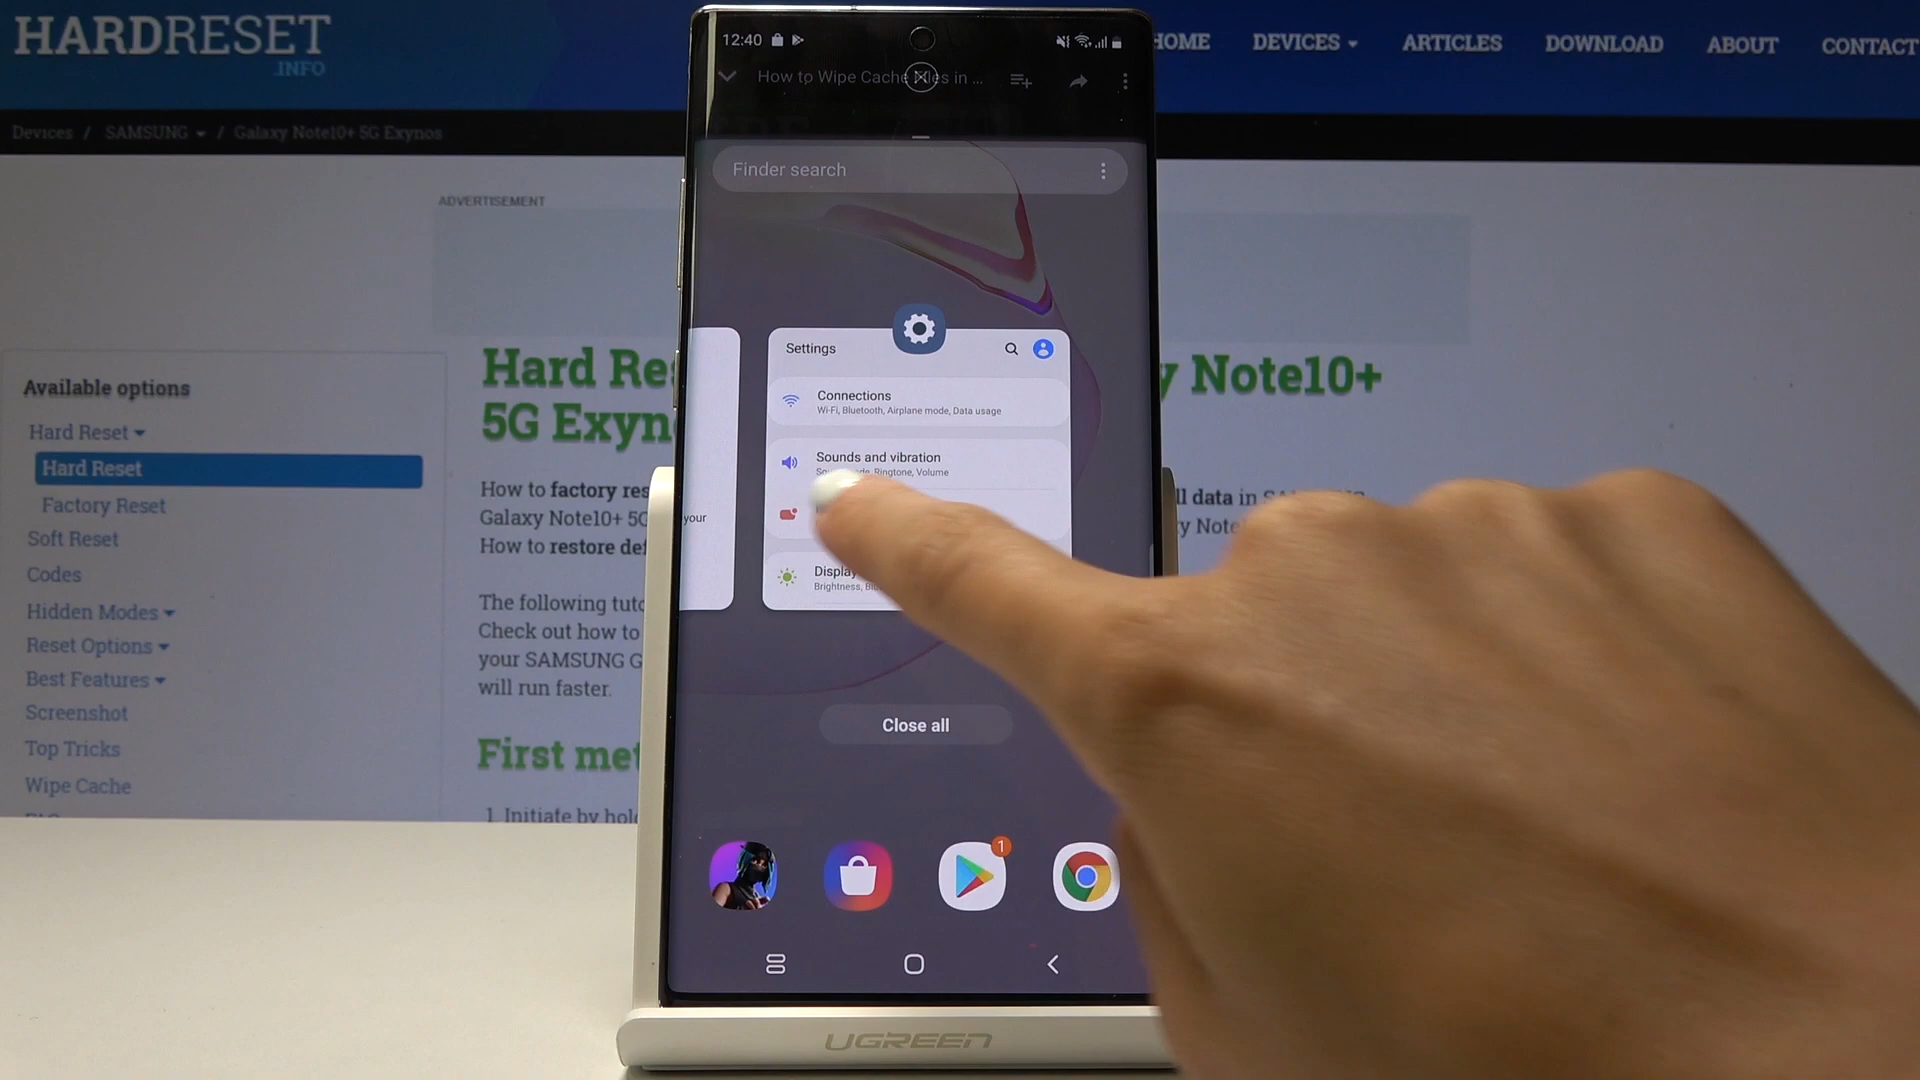 HARDRESET
.INFO
HOME
DEVICES
ARTICLES
DOWNLOAD
ABOUT
CONTACT
Devices / SAMSUNG / Galaxy Note10+ 5G Exynos
ADVERTISEMENT
Available options
Hard Reset
Hard Reset
Factory Reset
Soft Reset
Codes
Hidden Modes
Reset Options
Best Features
Screenshot
Top Tricks
Wipe Cache
Hard Res
y Note10+
5G Exyn
How to factory res
ll data in
Galaxy Note10+ 5G
y Note
How to restore def
The following tuto
Check out how to
your SAMSUNG G
will run faster.
First met
1. Initiate by hol
12:40
How to Wipe Cache Files in ...
Finder search
your
Settings
Connections
Wi-Fi, Bluetooth, Airplane mode, Data usage
Sounds and vibration
Ringtone, Volume
Display
Brightness,
Close all
1
UGREEN